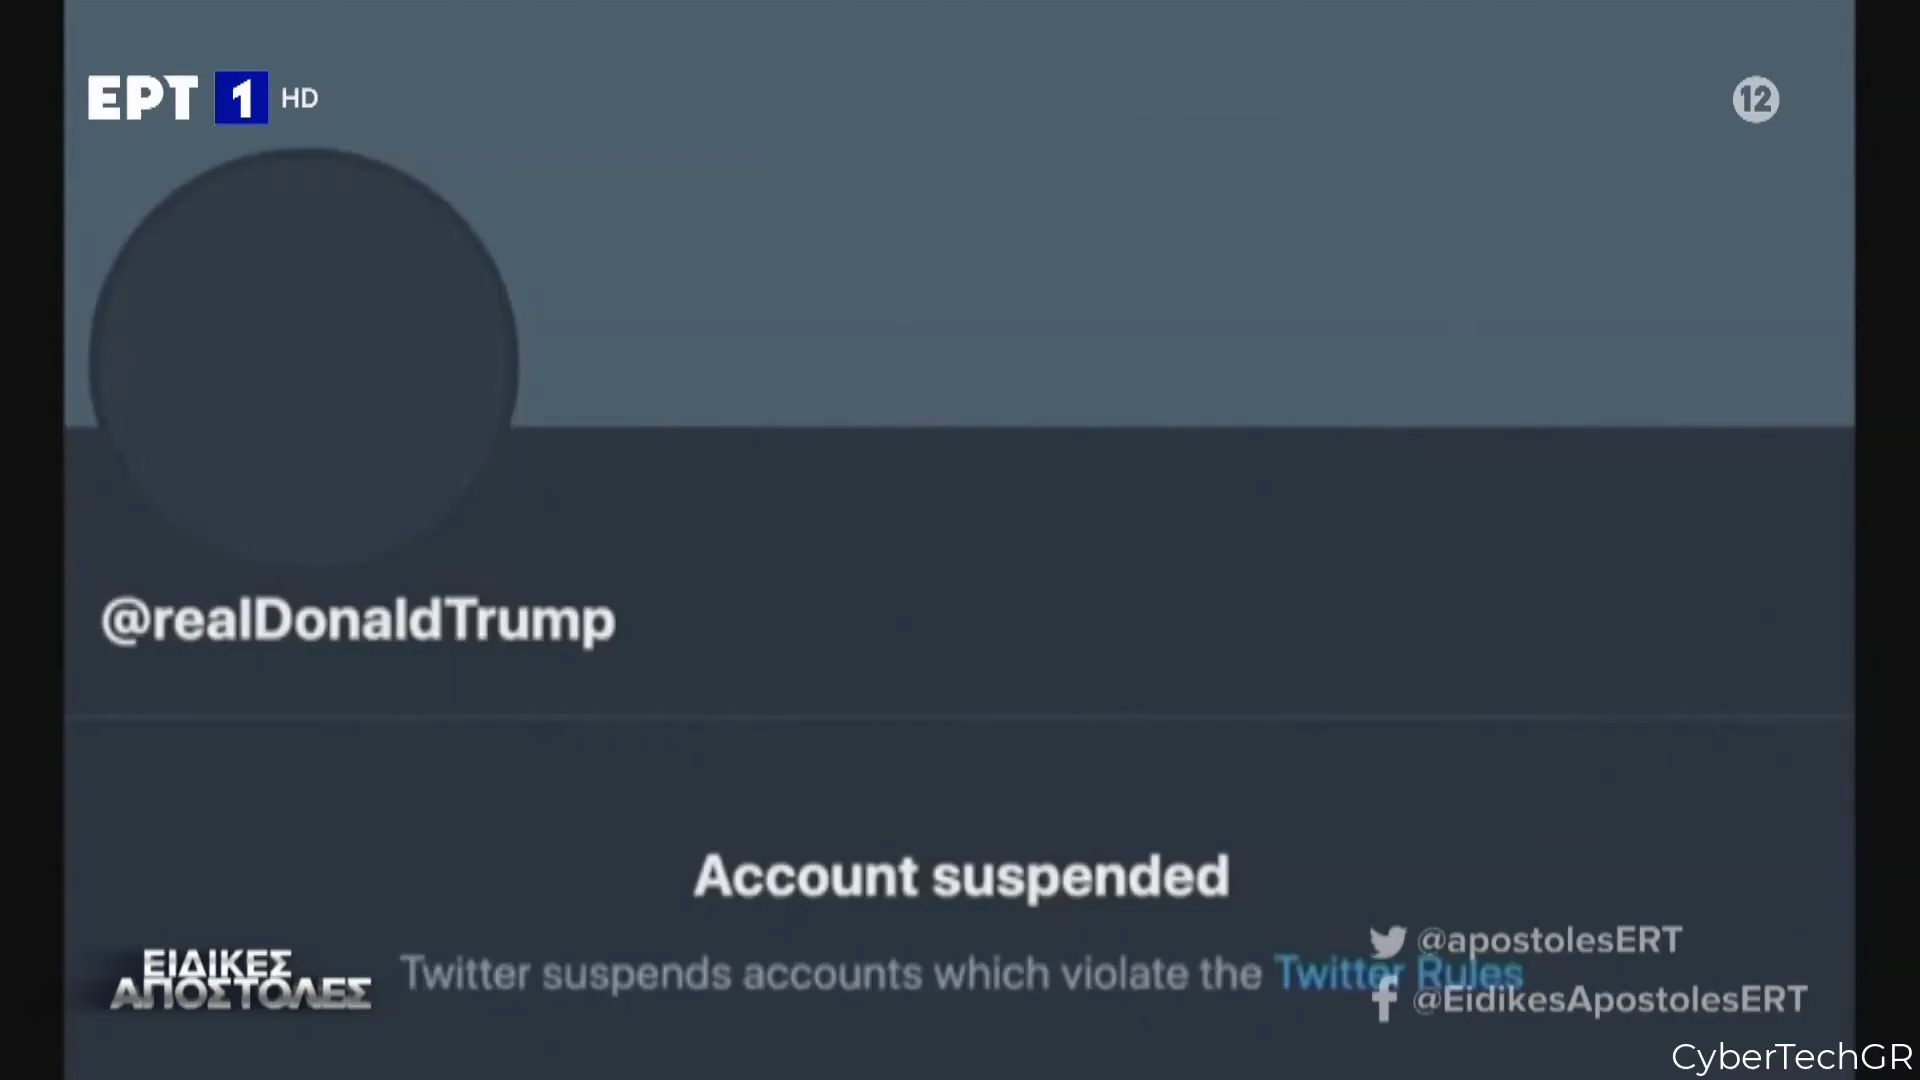 ΕΡΤ 1 HD
12
@realDonaldTrump
Account suspended
Twitter suspends accounts which violate the Twitter Rules
ΕΙΔΙΚΕΣ
ΑΠΟΣΤΟΛΕΣ
@apostolesERT
@EidikesApostolesERT
CyberTechGR